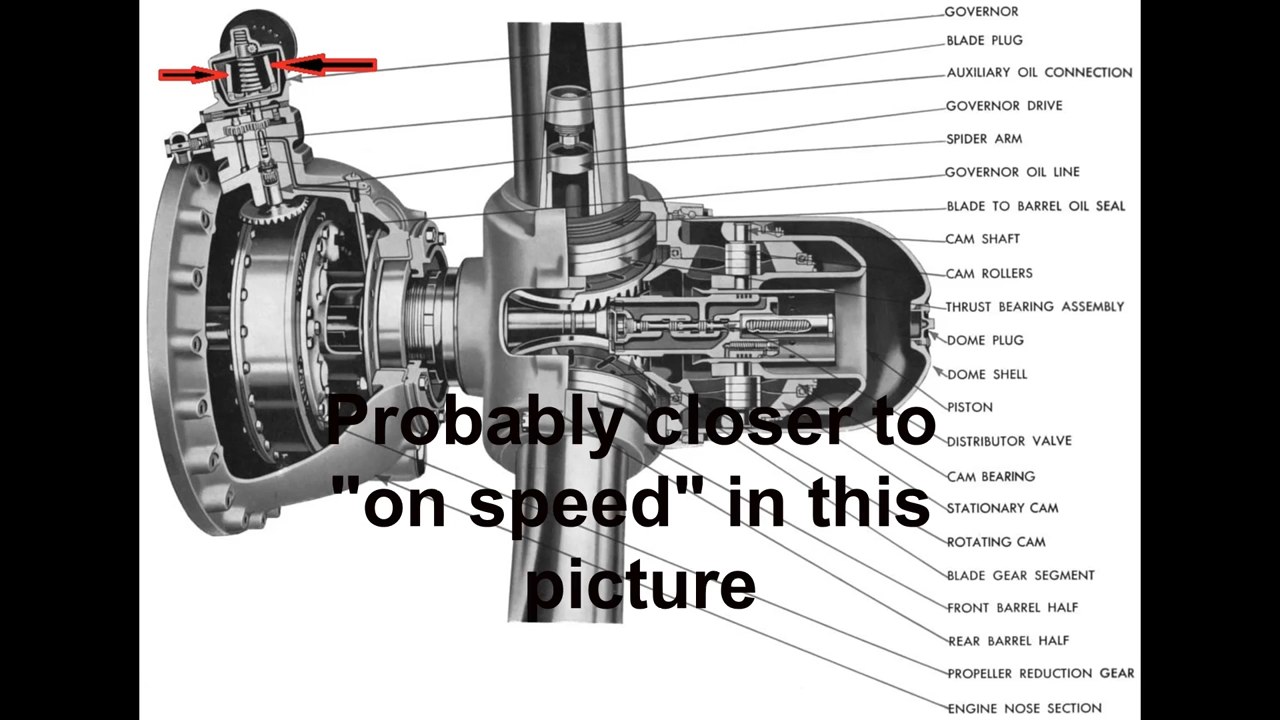 GOVERNOR
BLADE PLUG
AUXILIARY OIL CONNECTION
GOVERNOR DRIVE
SPIDER ARM
GOVERNOR OIL LINE
BLADE TO BARREL OIL SEAL
CAM SHAFT
CAM ROLLERS
THRUST BEARING ASSEMBLY
DOME PLUG
DOME SHELL
PISTON
DISTRIBUTOR VALVE
CAM BEARING
STATIONARY CAM
ROTATING CAM
BLADE GEAR SEGMENT
FRONT BARREL HALF
REAR BARREL HALF
PROPELLER REDUCTION GEAR
ENGINE NOSE SECTION
Probably closer to
"on speed" in this
picture